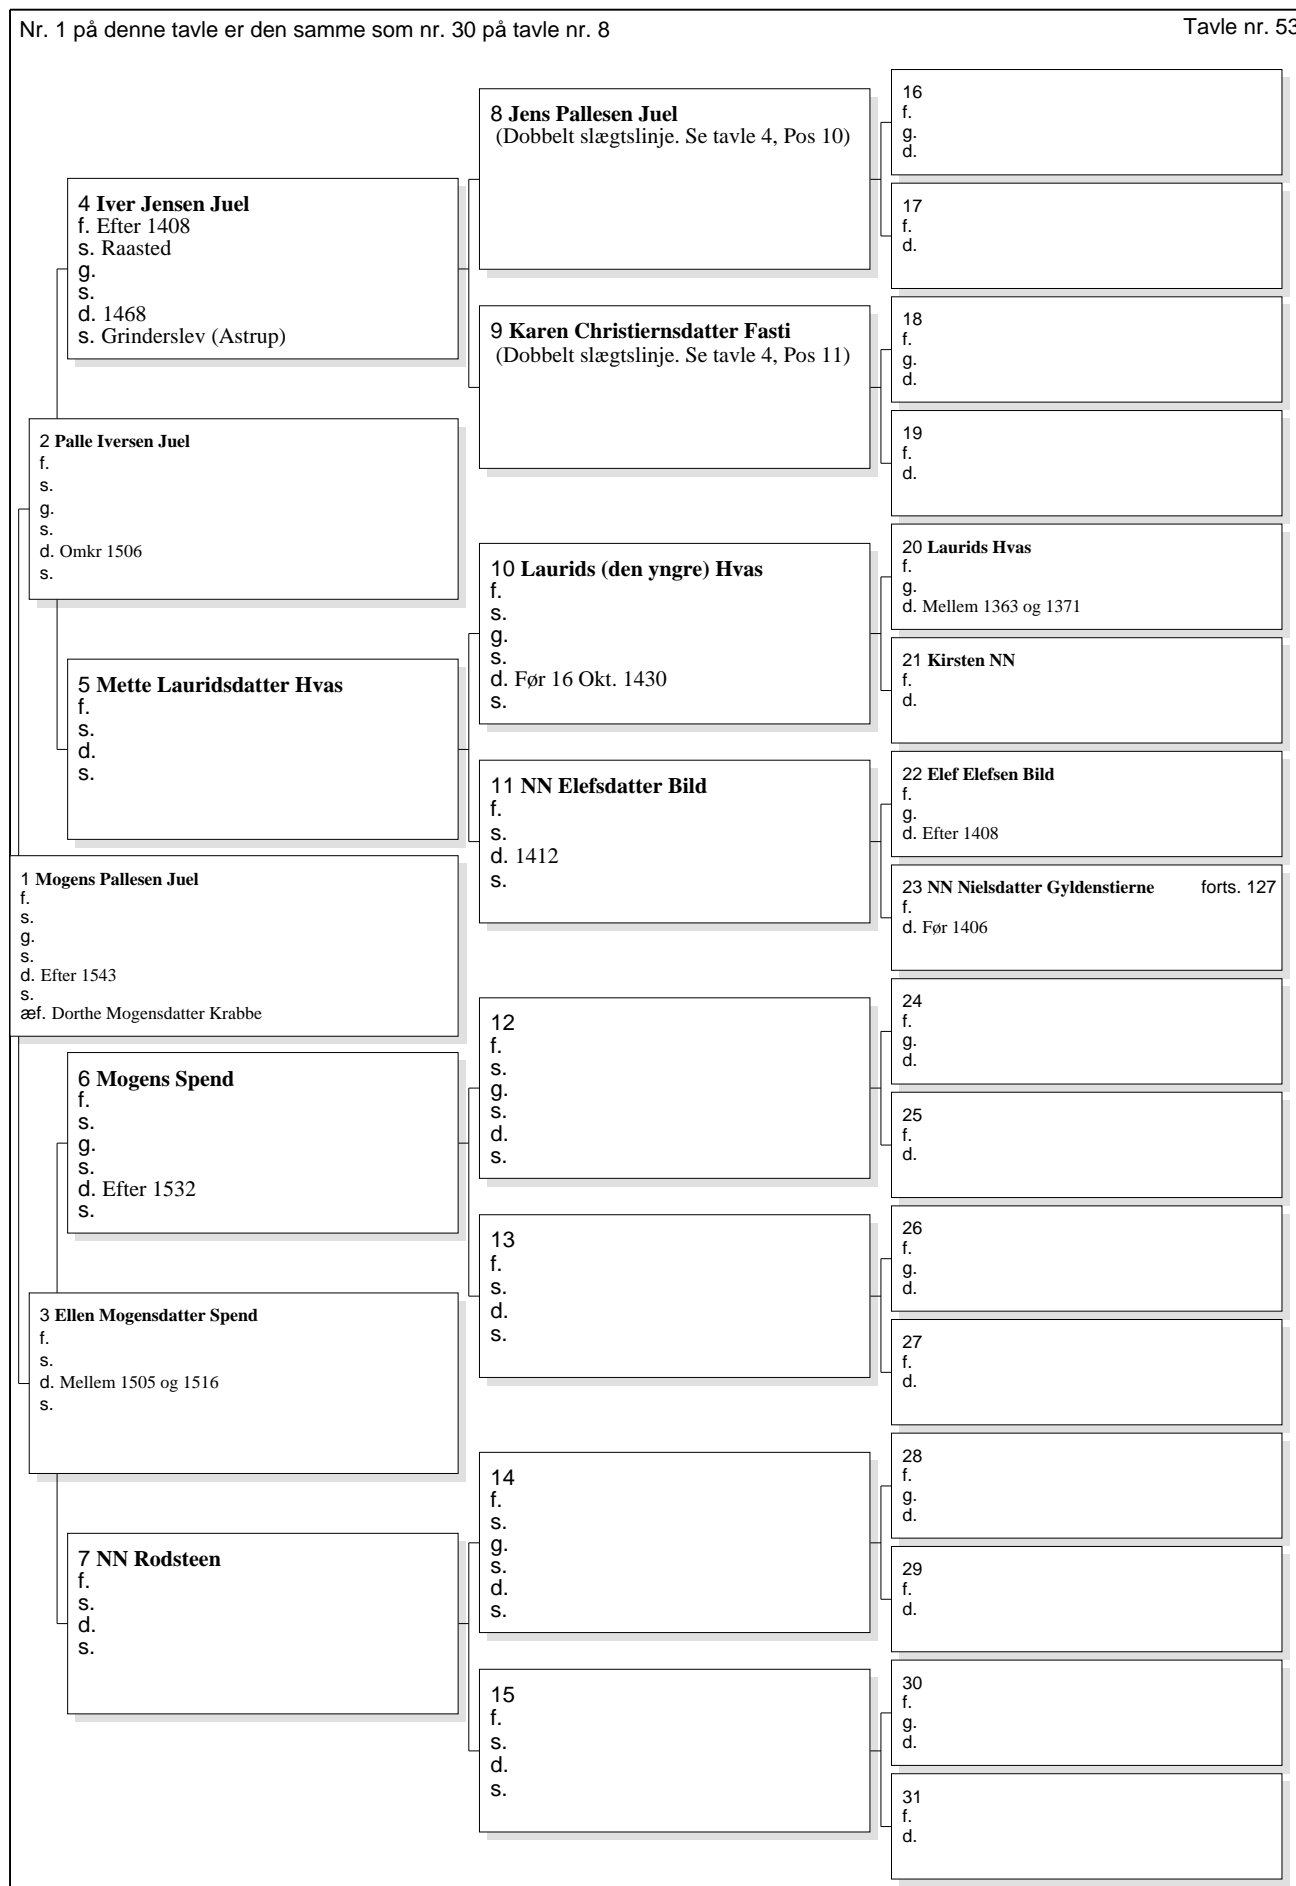 Nr. 1 på denne tavle er den samme som nr. 30 på tavle nr. 8
Tavle nr. 53
1 Mogens Pallesen Juel
f.
s.
g.
s.
d. Efter 1543
s.
æf. Dorthe Mogensdatter Krabbe
2 Palle Iversen Juel
f.
s.
g.
s.
d. Omkr 1506
s.
3 Ellen Mogensdatter Spend
f.
s.
d. Mellem 1505 og 1516
s.
4 Iver Jensen Juel
f. Efter 1408
s. Raasted
g.
s.
d. 1468
s. Grinderslev (Astrup)
5 Mette Lauridsdatter Hvas
f.
s.
d.
s.
6 Mogens Spend
f.
s.
g.
s.
d. Efter 1532
s.
7 NN Rodsteen
f.
s.
d.
s.
8 Jens Pallesen Juel
(Dobbelt slægtslinje. Se tavle 4, Pos 10)
9 Karen Christiernsdatter Fasti
(Dobbelt slægtslinje. Se tavle 4, Pos 11)
10 Laurids (den yngre) Hvas
f.
s.
g.
s.
d. Før 16 Okt. 1430
s.
11 NN Elefsdatter Bild
f.
s.
d. 1412
s.
12
f.
s.
g.
s.
d.
s.
13
f.
s.
d.
s.
14
f.
s.
g.
s.
d.
s.
15
f.
s.
d.
s.
16
f.
g.
d.
17
f.
d.
18
f.
g.
d.
19
f.
d.
20 Laurids Hvas
f.
g.
d. Mellem 1363 og 1371
21 Kirsten NN
f.
d.
22 Elef Elefsen Bild
f.
g.
d. Efter 1408
23 NN Nielsdatter Gyldenstierne forts. 127
f.
d. Før 1406
24
f.
g.
d.
25
f.
d.
26
f.
g.
d.
27
f.
d.
28
f.
g.
d.
29
f.
d.
30
f.
g.
d.
31
f.
d.